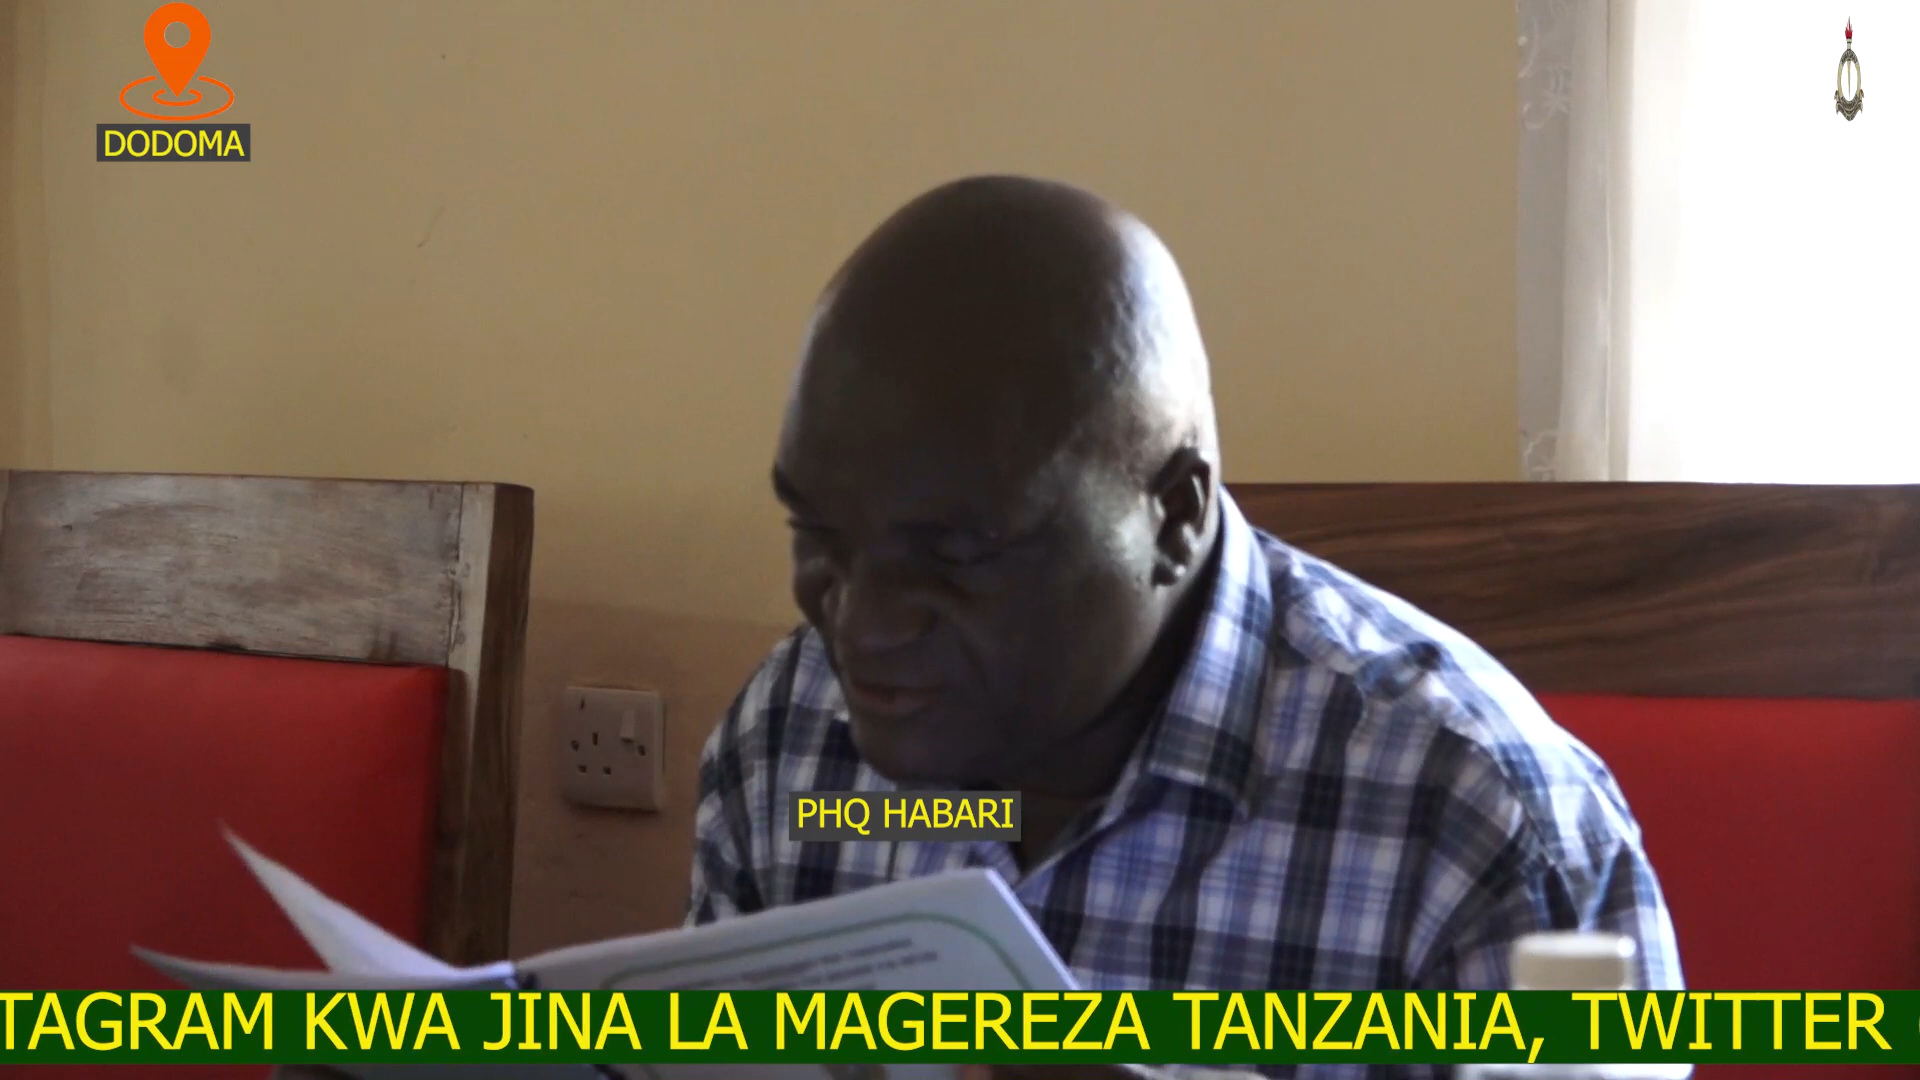 DODOMA
PHQ HABARI
TAGRAM KWA JINA LA MAGEREZA TANZANIA, TWITTER